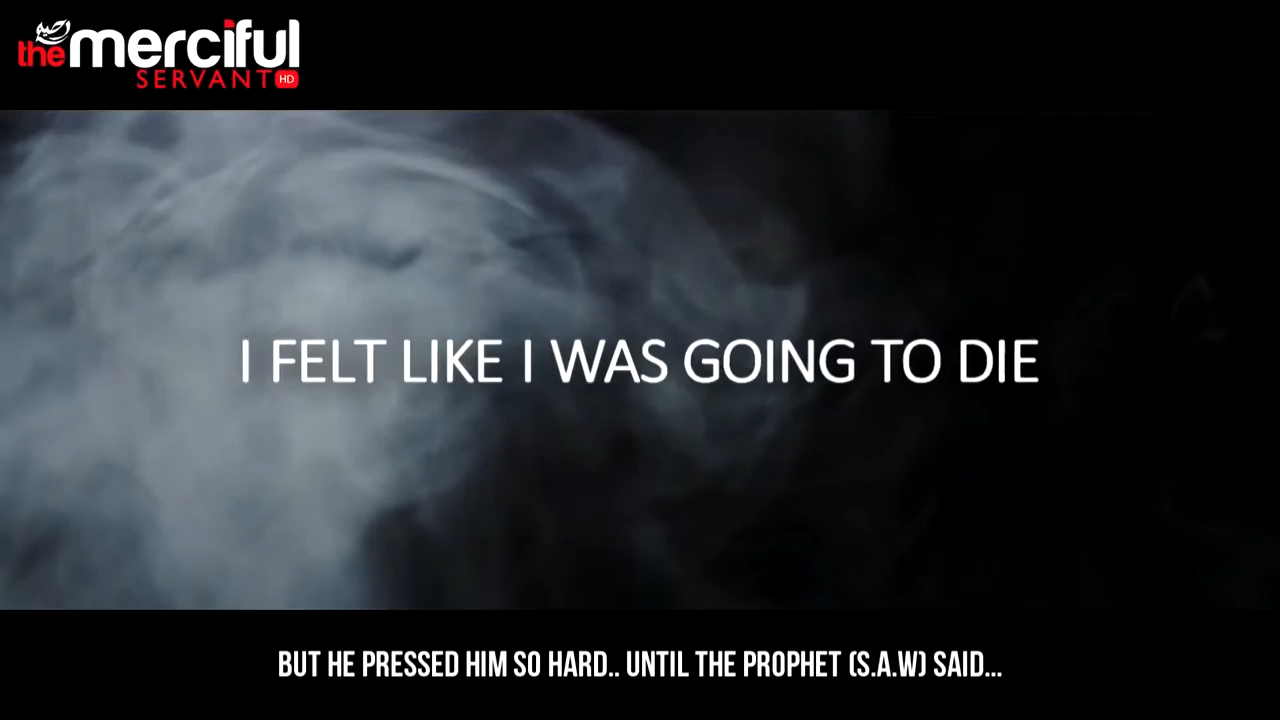 the merciful
SERVANT HD
I FELT LIKE I WAS GOING TO DIE
BUT HE PRESSED HIM SO HARD.. UNTIL THE PROPHET (S.A.W) SAID...